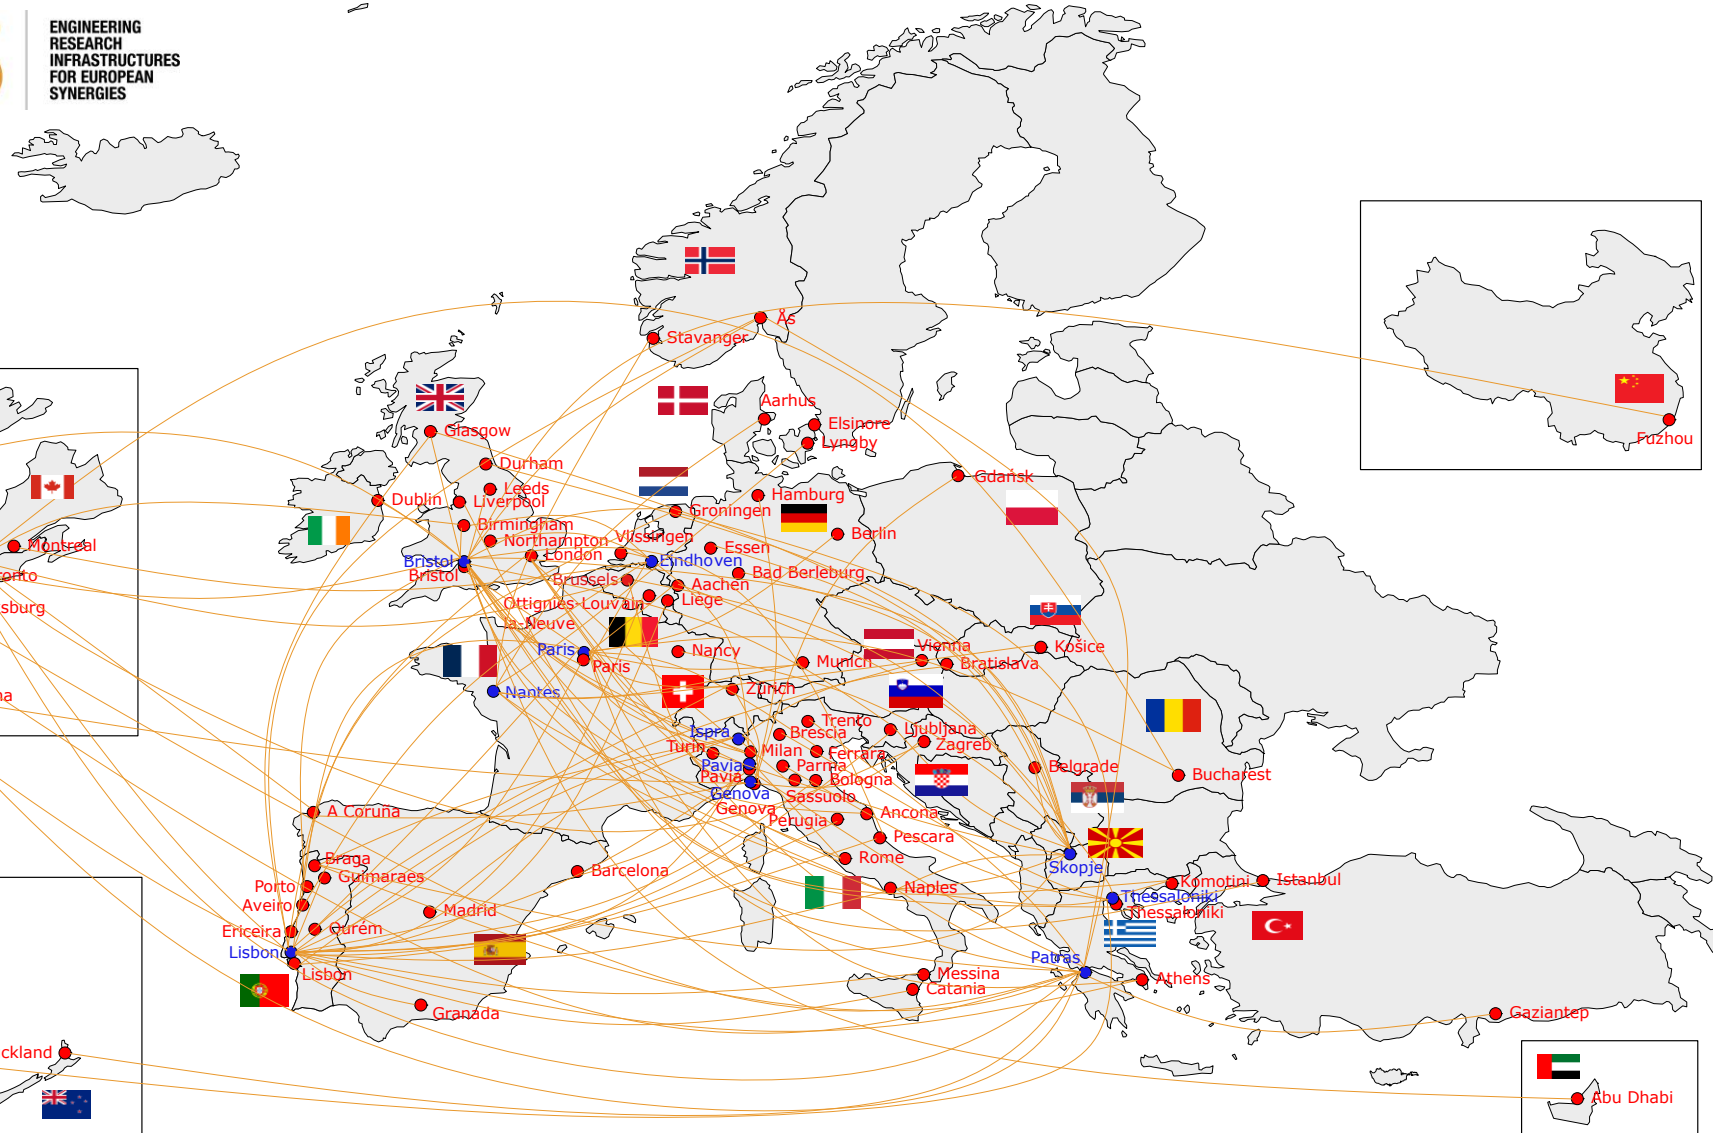 ENGINEERING
RESEARCH
INFRASTRUCTURES
FOR EUROPEAN
SYNERGIES
Ås
Stavanger
Aarhus
Elsinore
Lyngby
Glasgow
Fuzhou
Durham
Gdańsk
Leeds
Dublin
Liverpool
Hamburg
Groningen
Birmingham
Berlin
Northampton
Vlissingen
Montreal
London
Essen
Bristol
Eindhoven
Bristol
Brussels
Bad Berleburg
Aachen
Ottignies-Louvain-
Liège
la-Neuve
Paris
Nancy
Vienna
Košice
Paris
Munich
Bratislava
Nantes
Zürich
Trento
Ispra
Brescia
Ljubljana
Turin
Milan
Ferrara
Zagreb
Pavia
Parma
Belgrade
Bucharest
Pavia
Bologna
Genova
Sassuolo
Genova
A Coruña
Perugia
Ancona
Pescara
Braga
Rome
Skopje
Guimaraes
Barcelona
Porto
Naples
Komotini
Istanbul
Aveiro
Madrid
Thessaloniki
Thessaloniki
Ericeira
Ourém
Lisbon
Patras
Lisbon
Messina
Athens
Catania
Granada
Gaziantep
ckland
Abu Dhabi